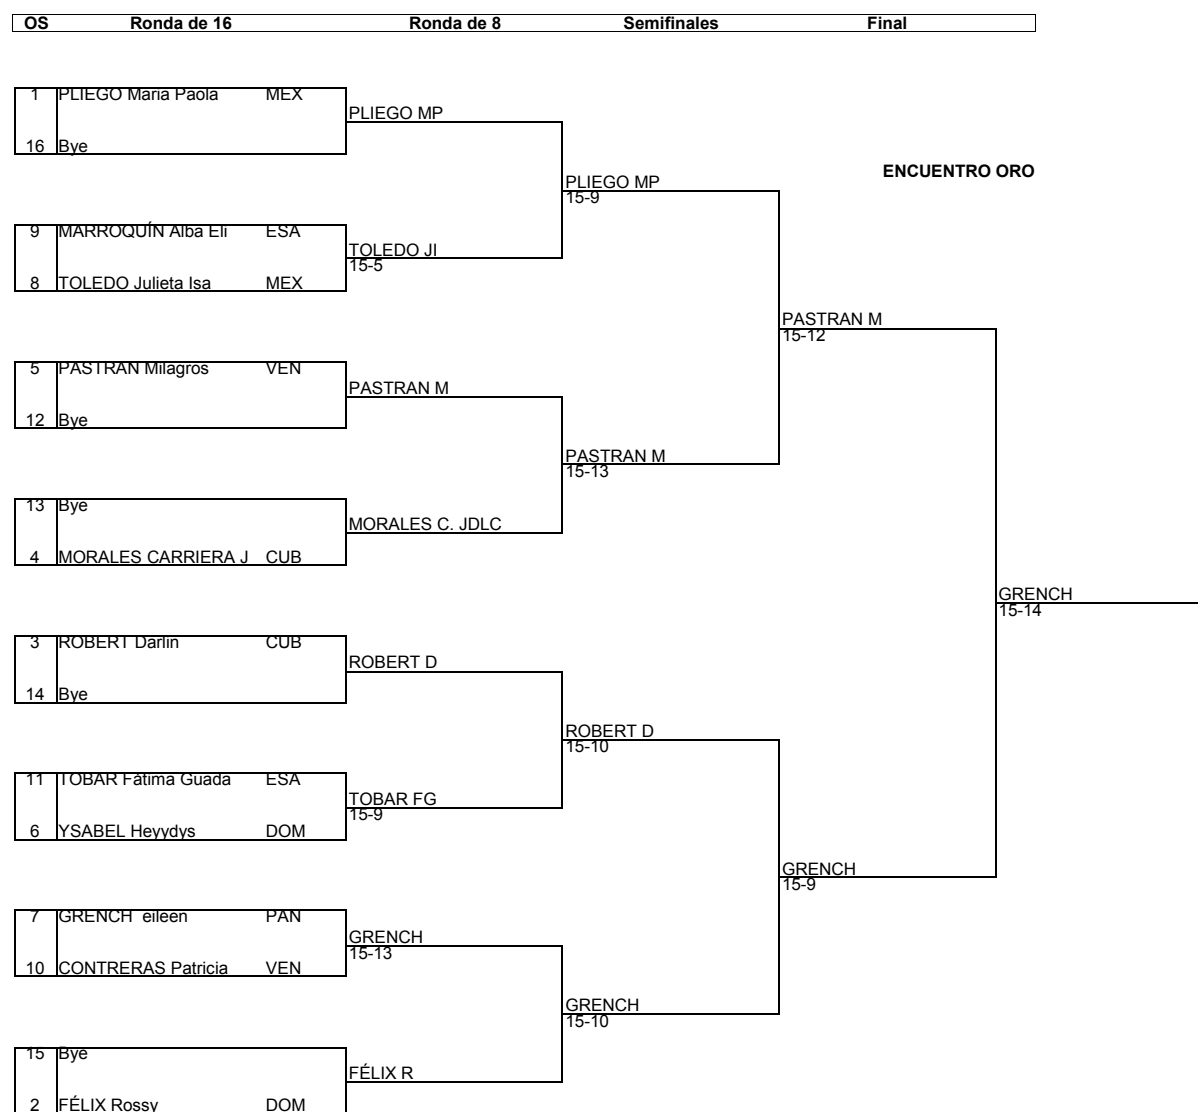 OS Ronda de 16 Ronda de 8 Semifinales Final
1 PLIEGO Maria Paola MEX
PLIEGO MP
16 Bye
ENCUENTRO ORO
PLIEGO MP
15-9
9 MARROQUÍN Alba Eli ESA
TOLEDO JI
15-5
8 TOLEDO Julieta Isa MEX
PASTRAN M
15-12
5 PASTRAN Milagros VEN
PASTRAN M
12 Bye
PASTRAN M
15-13
13 Bye
MORALES C. JDLC
4 MORALES CARRIERA J CUB
GRENCH
15-14
3 ROBERT Darlin CUB
ROBERT D
14 Bye
ROBERT D
15-10
11 TOBAR Fátima Guada ESA
TOBAR FG
15-9
6 YSABEL Heyydys DOM
GRENCH
15-9
7 GRENCH eileen PAN
GRENCH
15-13
10 CONTRERAS Patricia VEN
GRENCH
15-10
15 Bye
FÉLIX R
2 FÉLIX Rossy DOM